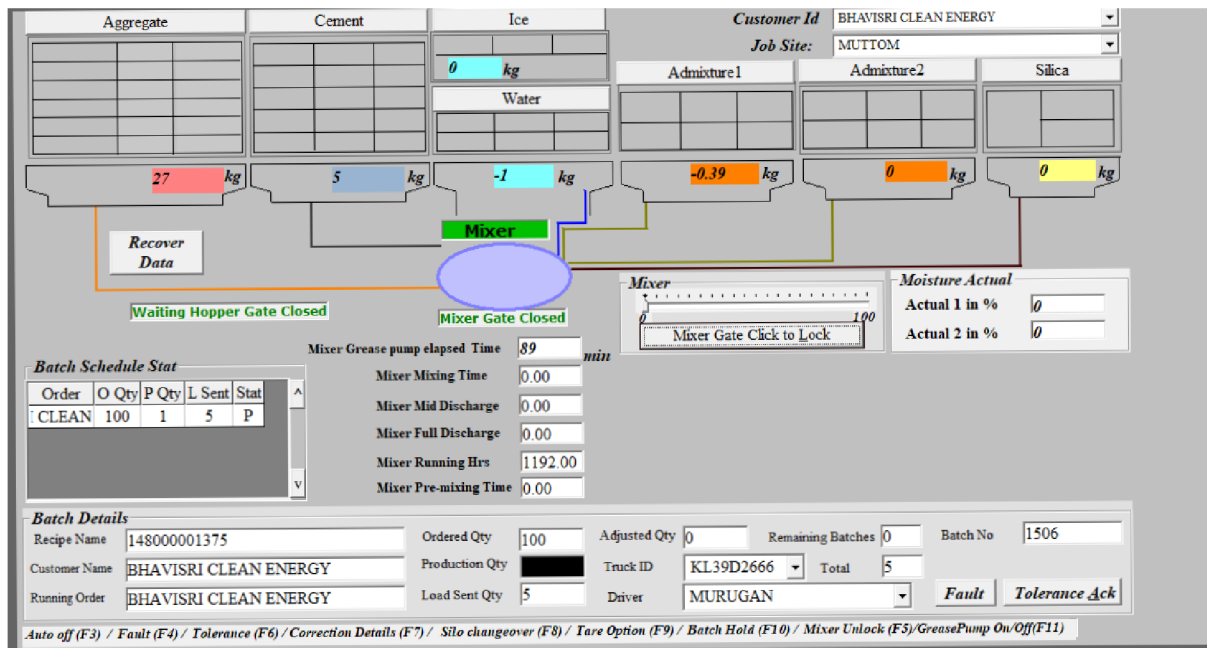 Aggregate Cement Ice Customer Id BHAVISRI CLEAN ENERGY
Job Site: MUTTOM
0 kg
Admixture1 Admixture2 Silica
Water
27 kg 5 kg -1 kg -0.39 kg 0 kg 0 kg
Mixer
Recover
Data
Mixer Moisture Actual
Waiting Hopper Gate Closed
Mixer Gate Closed
0 100
Actual 1 in % 0
Mixer Gate Click to Lock
Actual 2 in % 0
Mixer Grease pump elapsed Time 89 min
Batch Schedule Stat
Mixer Mixing Time 0.00
Order O Qty P Qty L Sent Stat
CLEAN 100 1 5 P
Mixer Mid Discharge 0.00
Mixer Full Discharge 0.00
Mixer Running Hrs 1192.00
Mixer Pre-mixing Time 0.00
Batch Details
Recipe Name 148000001375 Ordered Qty 100 Adjusted Qty 0 Remaining Batches 0 Batch No 1506
Customer Name BHAVISRI CLEAN ENERGY Production Qty Truck ID KL39D2666 Total 5
Running Order BHAVISRI CLEAN ENERGY Load Sent Qty 5 Driver MURUGAN Fault Tolerance Ack
Auto off (F3) / Fault (F4) / Tolerance (F6) / Correction Details (F7) / Silo changeover (F8) / Tare Option (F9) / Batch Hold (F10) / Mixer Unlock (F5)/GreasePump On/Off(F11)